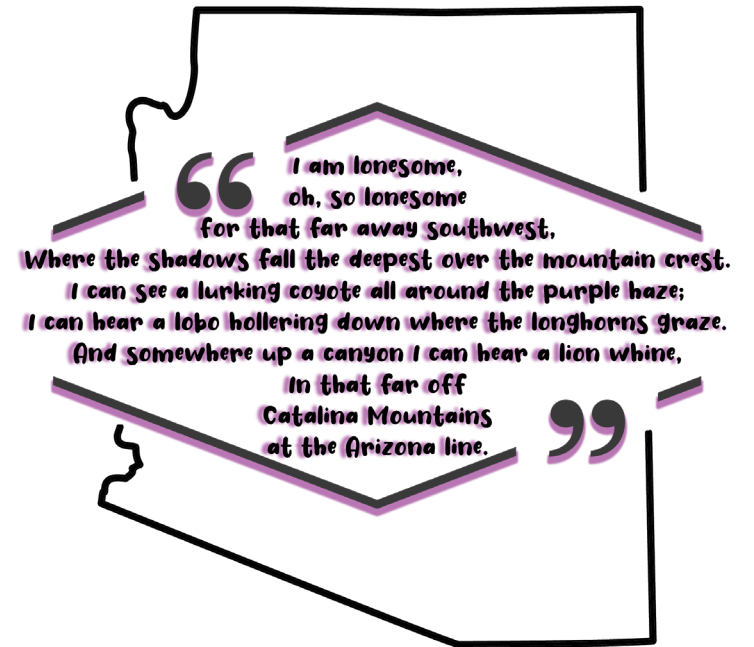 “ I am lonesome,
oh, so lonesome
for that far away southwest,
Where the shadows fall the deepest over the mountain crest.
I can see a lurking coyote all around the purple haze;
I can hear a lobo hollering down where the longhorns graze.
And somewhere up a canyon I can hear a lion whine,
In that far off
Catalina Mountains
at the Arizona line. ”